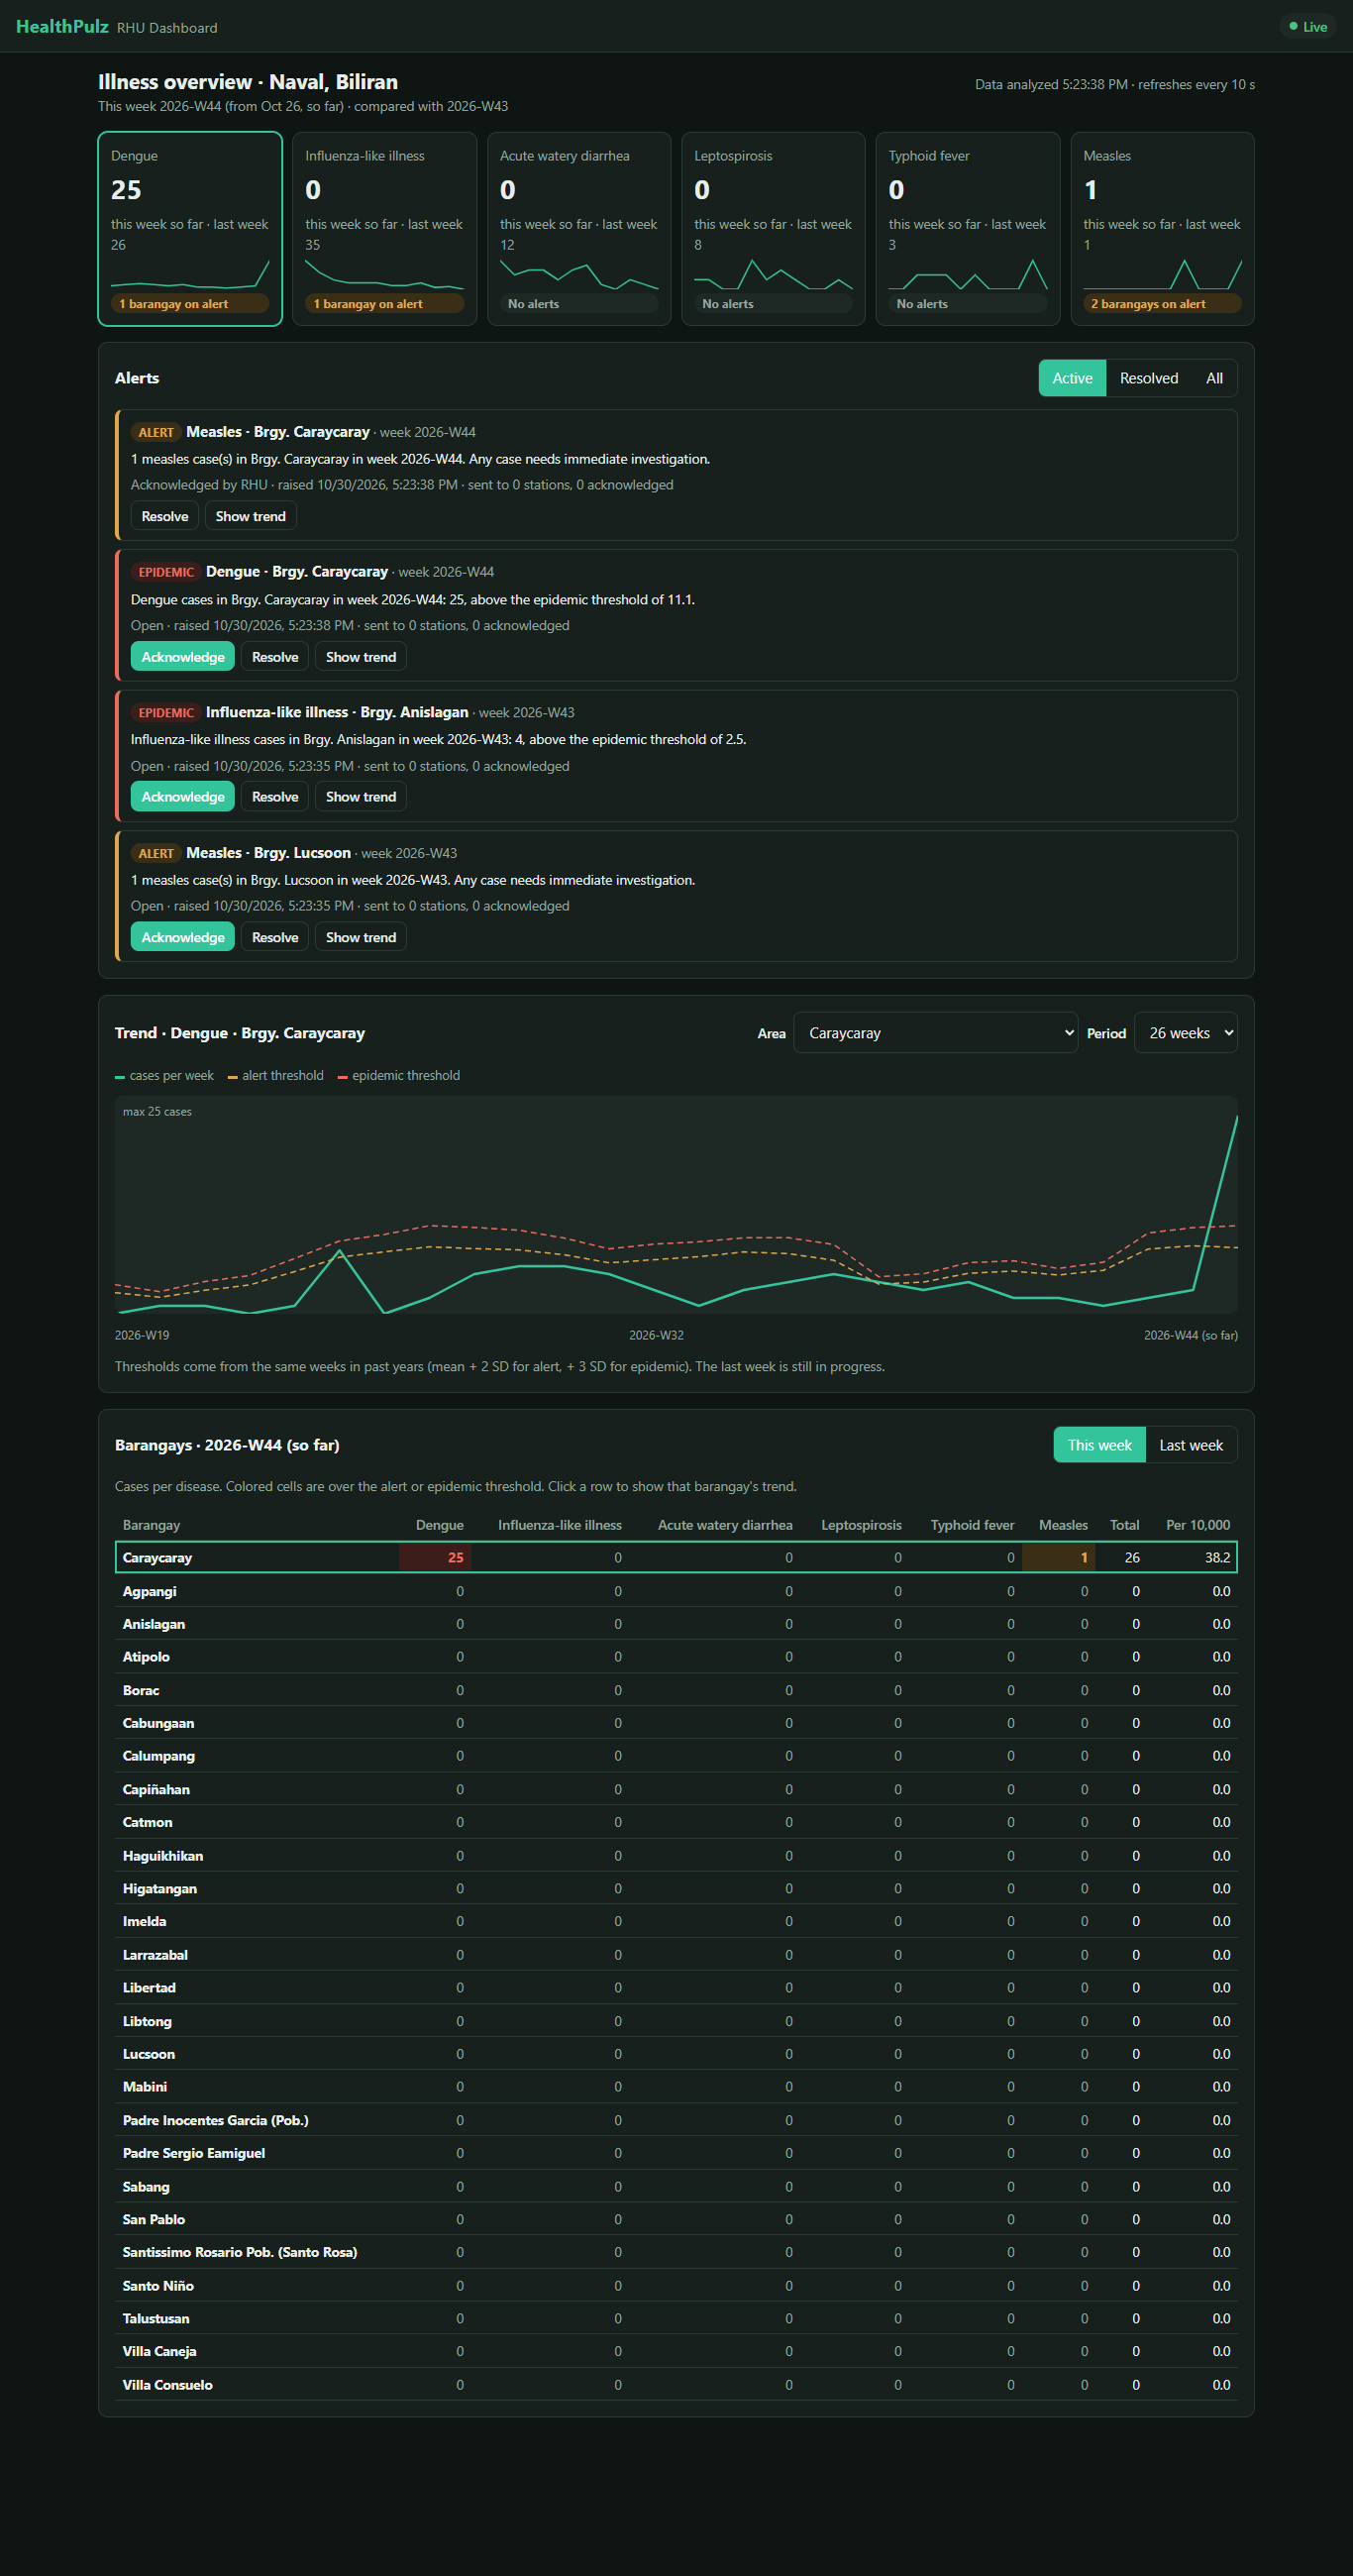 HealthPulz RHU Dashboard
Live
Illness overview · Naval, Biliran
Data analyzed 5:23:38 PM · refreshes every 10 s
This week 2026-W44 (from Oct 26, so far) · compared with 2026-W43
Dengue
25
this week so far · last week
26
1 barangay on alert
Influenza-like illness
0
this week so far · last week
35
1 barangay on alert
Acute watery diarrhea
0
this week so far · last week
12
No alerts
Leptospirosis
0
this week so far · last week
8
No alerts
Typhoid fever
0
this week so far · last week
3
No alerts
Measles
1
this week so far · last week
1
2 barangays on alert
Alerts
Active Resolved All
ALERT Measles · Brgy. Caraycaray · week 2026-W44
1 measles case(s) in Brgy. Caraycaray in week 2026-W44. Any case needs immediate investigation.
Acknowledged by RHU · raised 10/30/2026, 5:23:38 PM · sent to 0 stations, 0 acknowledged
Resolve Show trend
EPIDEMIC Dengue · Brgy. Caraycaray · week 2026-W44
Dengue cases in Brgy. Caraycaray in week 2026-W44: 25, above the epidemic threshold of 11.1.
Open · raised 10/30/2026, 5:23:38 PM · sent to 0 stations, 0 acknowledged
Acknowledge Resolve Show trend
EPIDEMIC Influenza-like illness · Brgy. Anislagan · week 2026-W43
Influenza-like illness cases in Brgy. Anislagan in week 2026-W43: 4, above the epidemic threshold of 2.5.
Open · raised 10/30/2026, 5:23:35 PM · sent to 0 stations, 0 acknowledged
Acknowledge Resolve Show trend
ALERT Measles · Brgy. Lucsoon · week 2026-W43
1 measles case(s) in Brgy. Lucsoon in week 2026-W43. Any case needs immediate investigation.
Open · raised 10/30/2026, 5:23:35 PM · sent to 0 stations, 0 acknowledged
Acknowledge Resolve Show trend
Trend · Dengue · Brgy. Caraycaray
Area Caraycaray Period 26 weeks
cases per week alert threshold epidemic threshold
max 25 cases
2026-W19 2026-W32 2026-W44 (so far)
Thresholds come from the same weeks in past years (mean + 2 SD for alert, + 3 SD for epidemic). The last week is still in progress.
Barangays · 2026-W44 (so far)
This week Last week
Cases per disease. Colored cells are over the alert or epidemic threshold. Click a row to show that barangay's trend.
Barangay Dengue Influenza-like illness Acute watery diarrhea Leptospirosis Typhoid fever Measles Total Per 10,000
Caraycaray 25 0 0 0 0 1 26 38.2
Agpangi 0 0 0 0 0 0 0 0.0
Anislagan 0 0 0 0 0 0 0 0.0
Atipolo 0 0 0 0 0 0 0 0.0
Borac 0 0 0 0 0 0 0 0.0
Cabungaan 0 0 0 0 0 0 0 0.0
Calumpang 0 0 0 0 0 0 0 0.0
Capiñahan 0 0 0 0 0 0 0 0.0
Catmon 0 0 0 0 0 0 0 0.0
Haguikhikan 0 0 0 0 0 0 0 0.0
Higatangan 0 0 0 0 0 0 0 0.0
Imelda 0 0 0 0 0 0 0 0.0
Larrazabal 0 0 0 0 0 0 0 0.0
Libertad 0 0 0 0 0 0 0 0.0
Libtong 0 0 0 0 0 0 0 0.0
Lucsoon 0 0 0 0 0 0 0 0.0
Mabini 0 0 0 0 0 0 0 0.0
Padre Inocentes Garcia (Pob.) 0 0 0 0 0 0 0 0.0
Padre Sergio Eamiguel 0 0 0 0 0 0 0 0.0
Sabang 0 0 0 0 0 0 0 0.0
San Pablo 0 0 0 0 0 0 0 0.0
Santissimo Rosario Pob. (Santo Rosa) 0 0 0 0 0 0 0 0.0
Santo Niño 0 0 0 0 0 0 0 0.0
Talustusan 0 0 0 0 0 0 0 0.0
Villa Caneja 0 0 0 0 0 0 0 0.0
Villa Consuelo 0 0 0 0 0 0 0 0.0